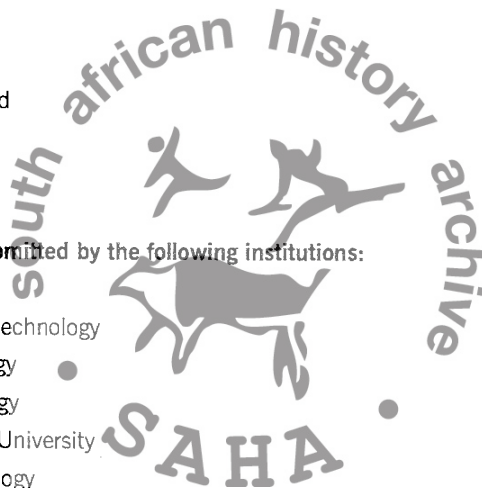 south african history archive
d
omitted by the following institutions:
echnology
gy
gy
University
ogy
SAHA